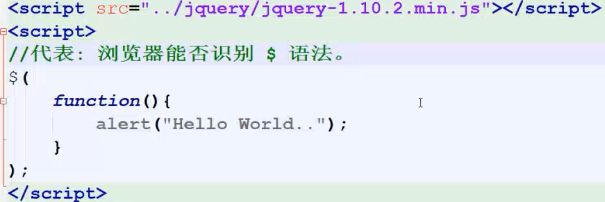 <script src="../jquery/jquery-1.10.2.min.js"></script>
<script>
//代表: 浏览器能否识别 $ 语法。
$(
    function(){
        alert("Hello World..");
    }
);
</script>